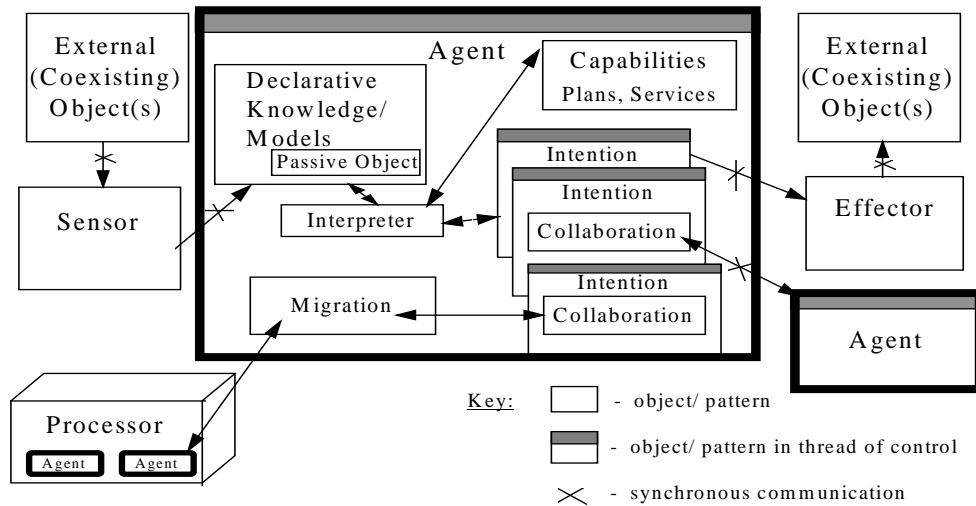 External
(Coexisting)
Object(s)
Sensor
Agent
Declarative
Knowledge/
Models
Passive Object
Interpreter
Capabilities
Plans, Services
Intention
Intention
Collaboration
Intention
Collaboration
Migration
External
(Coexisting)
Object(s)
Effector
Agent
Processor
Agent
Agent
Key:
- object/ pattern
- object/ pattern in thread of control
- synchronous communication